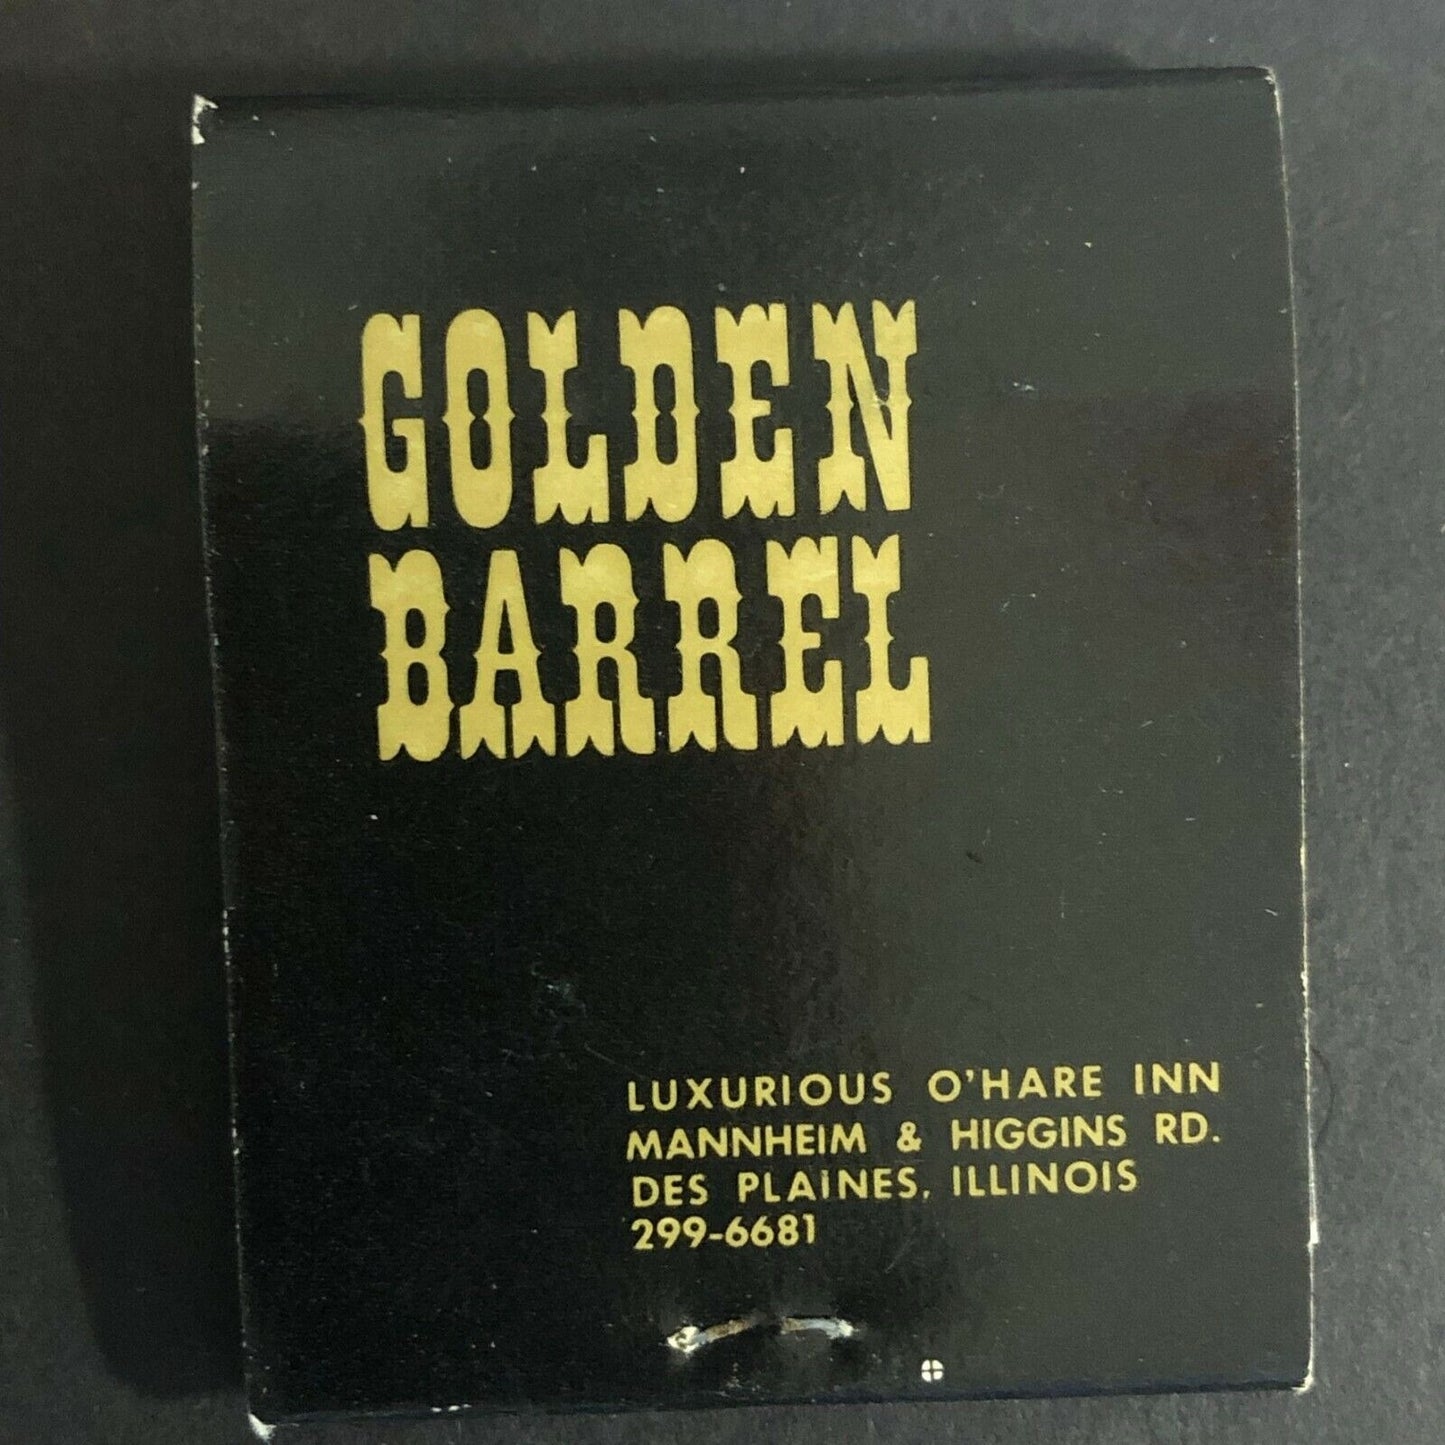 GOLDEN
BARREL
LUXURIOUS O'HARE INN
MANNHEIM & HIGGINS RD.
DES PLAINES, ILLINOIS
299-6681